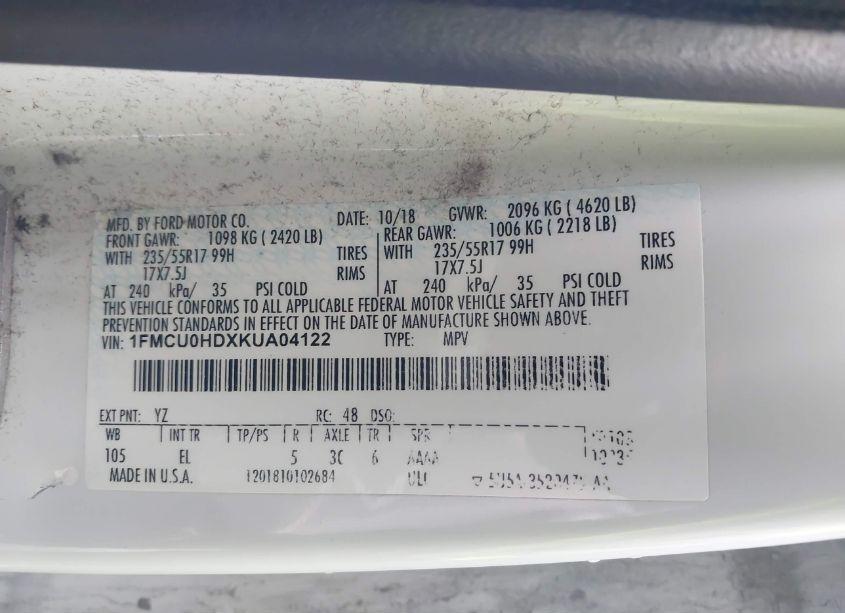 MFD. BY FORD MOTOR CO. DATE: 10/18 GVWR: 2096 KG ( 4620 LB)
FRONT GAWR: 1098 KG ( 2420 LB) REAR GAWR: 1006 KG ( 2218 LB)
WITH 235/55R17 99H TIRES WITH 235/55R17 99H TIRES
17X7.5J RIMS 17X7.5J RIMS
AT 240 kPa/ 35 PSI COLD AT 240 kPa/ 35 PSI COLD
THIS VEHICLE CONFORMS TO ALL APPLICABLE FEDERAL MOTOR VEHICLE SAFETY AND THEFT
PREVENTION STANDARDS IN EFFECT ON THE DATE OF MANUFACTURE SHOWN ABOVE.
VIN: 1FMCU0HDXKUA04122 TYPE: MPV
EXT PNT: YZ RC: 48 DSO:
WB INT TR TP/PS R AXLE TR SPR
105 EL 5 3C 6 AAAA
MADE IN U.S.A. 1201810102684